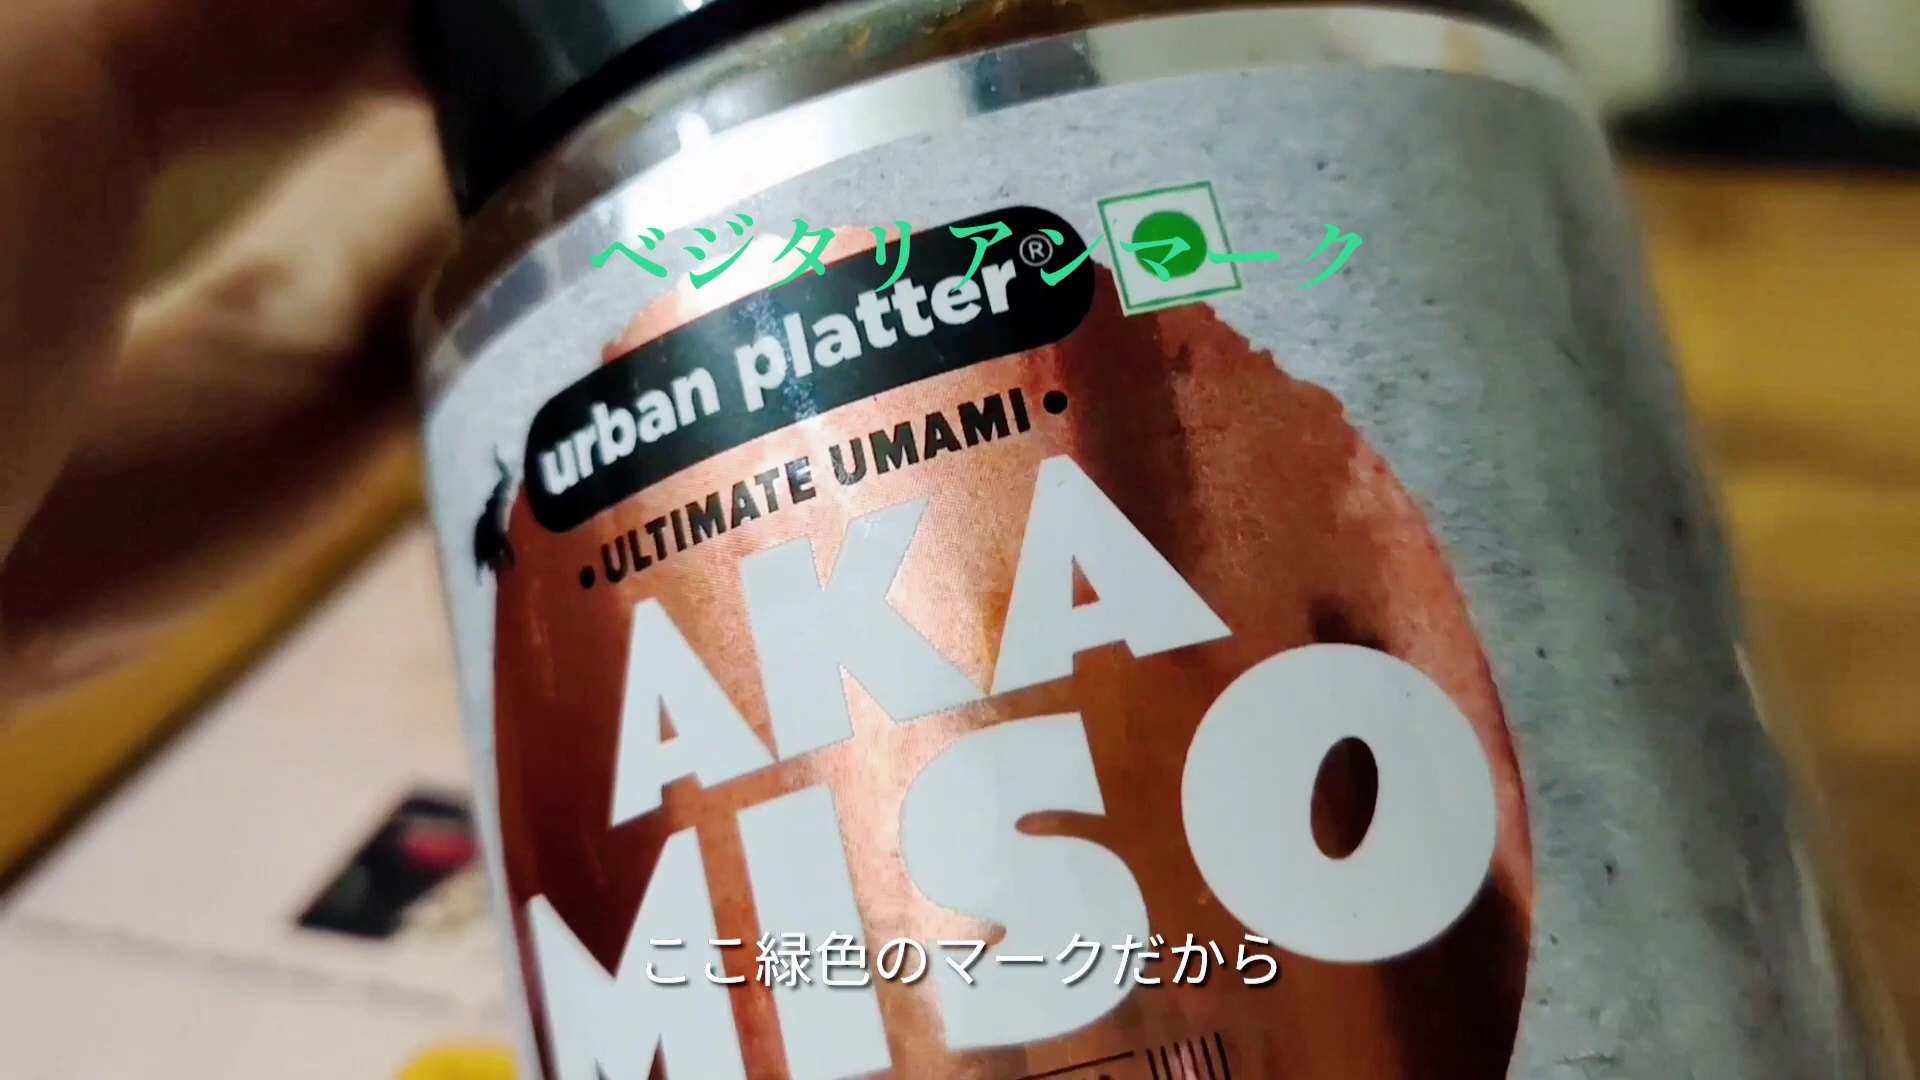 ベジタリアンマーク
urban platter®
• ULTIMATE UMAMI •
AKA
MISO
ここ緑色のマークだから